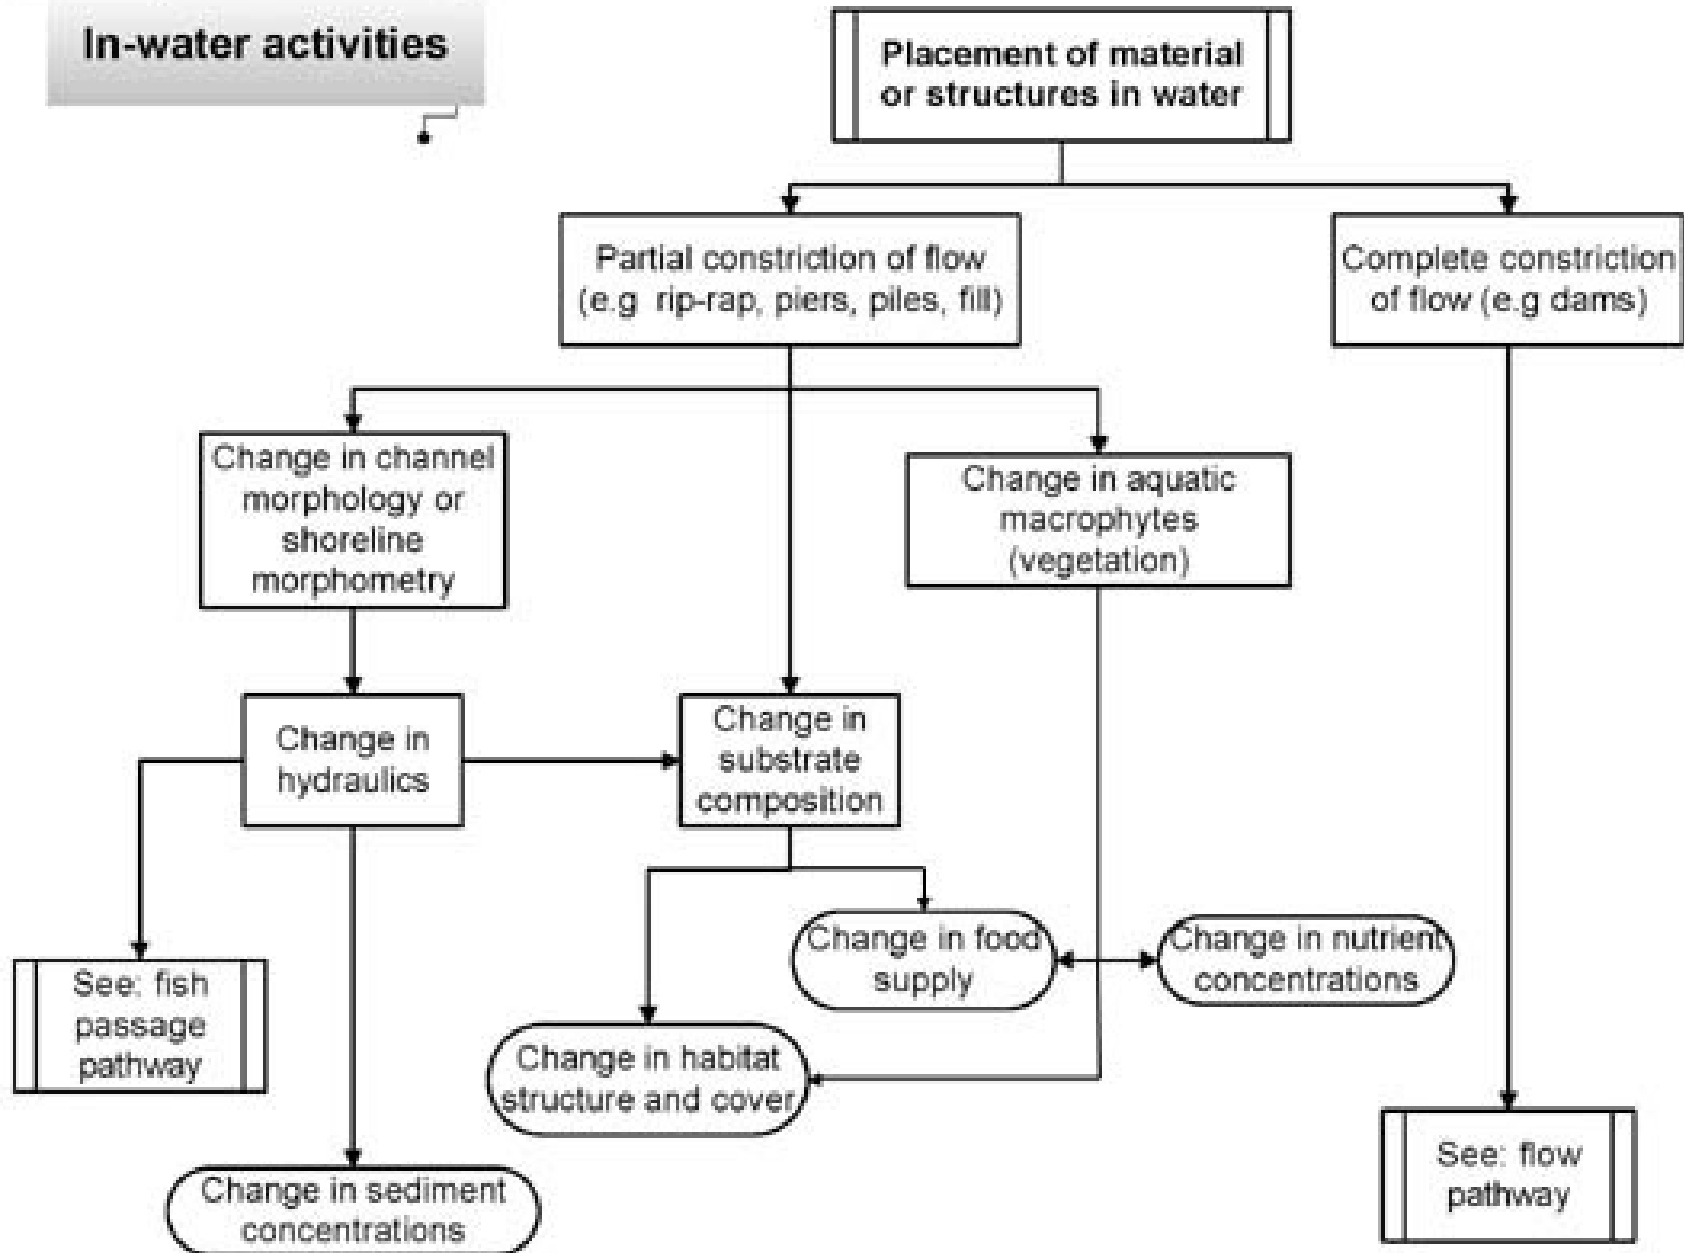 In-water activities
Placement of material
or structures in water
Partial constriction of flow
(e.g rip-rap, piers, piles, fill)
Complete constriction
of flow (e.g dams)
Change in channel
morphology or
shoreline
morphometry
Change in aquatic
macrophytes
(vegetation)
Change in
hydraulics
Change in
substrate
composition
Change in food
supply
Change in nutrient
concentrations
See: fish
passage
pathway
Change in habitat
structure and cover
Change in sediment
concentrations
See: flow
pathway